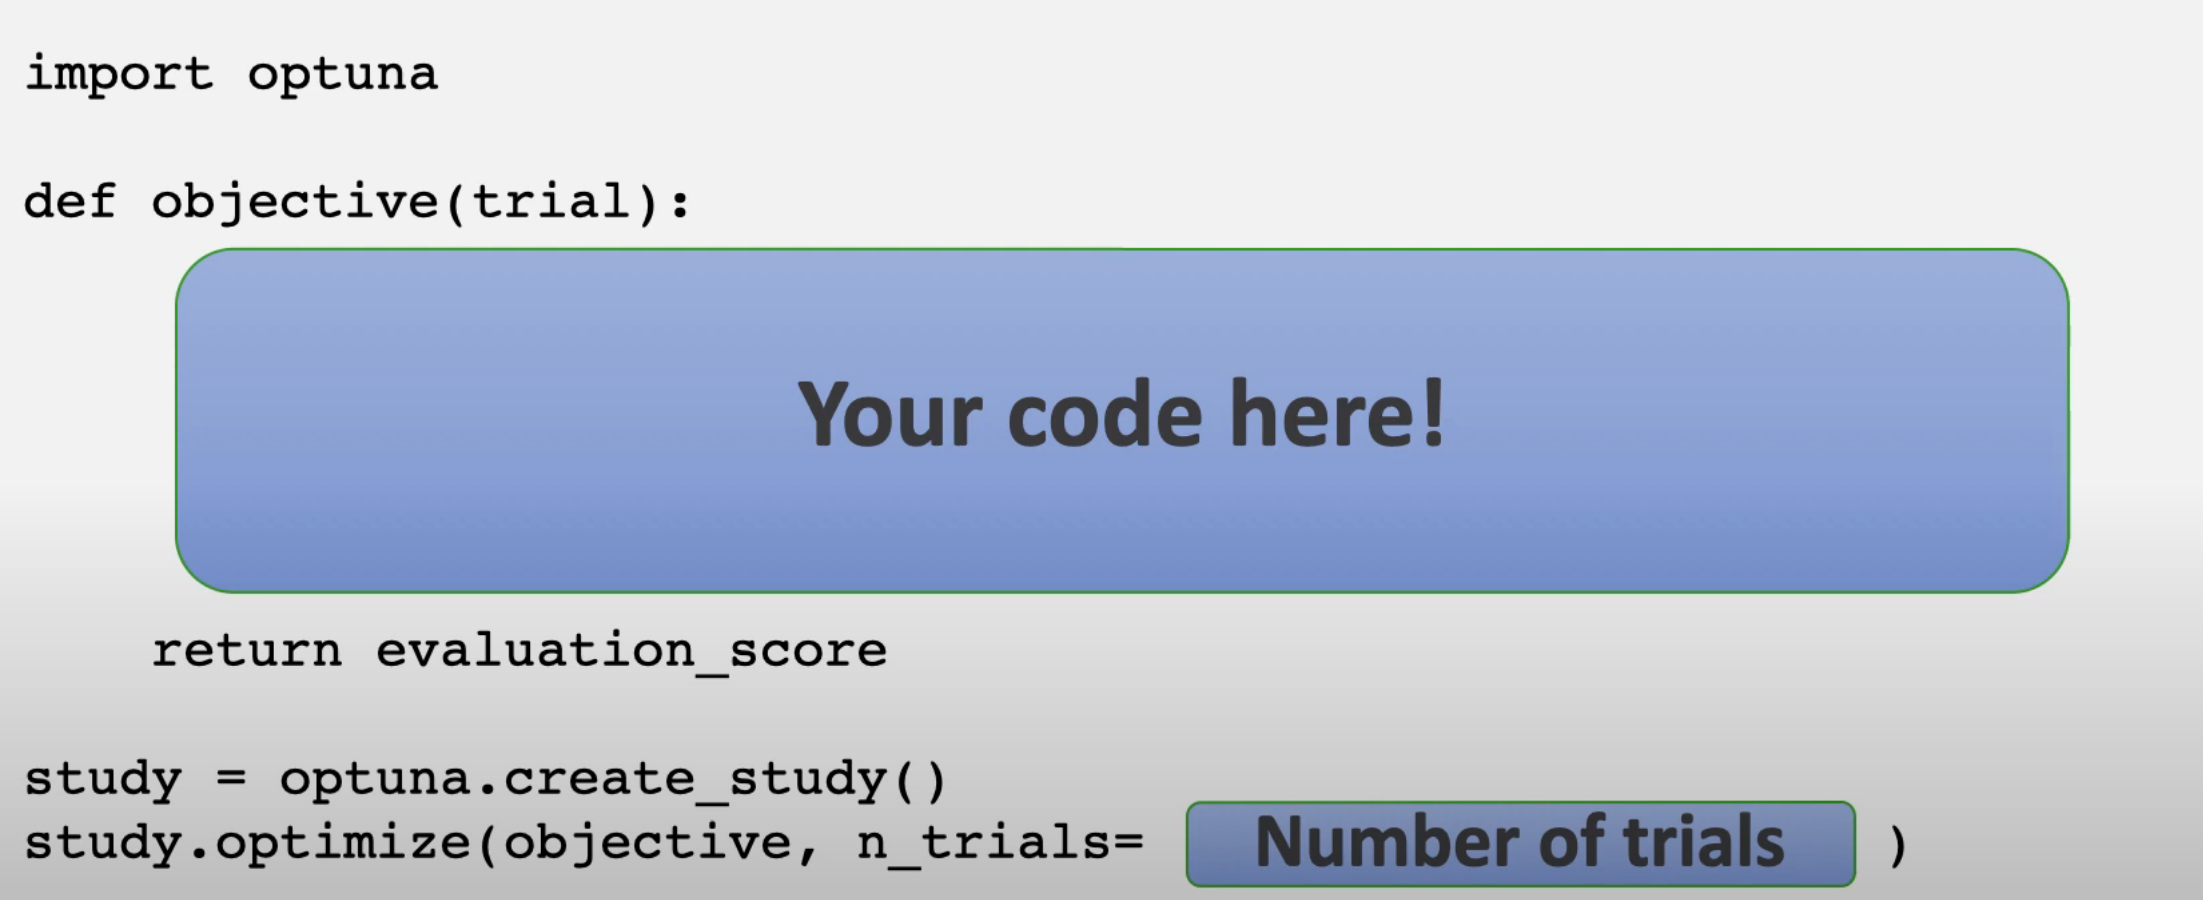 import optuna
def objective(trial):
Your code here!
return evaluation_score
study = optuna.create_study()
study.optimize(objective, n_trials= Number of trials )